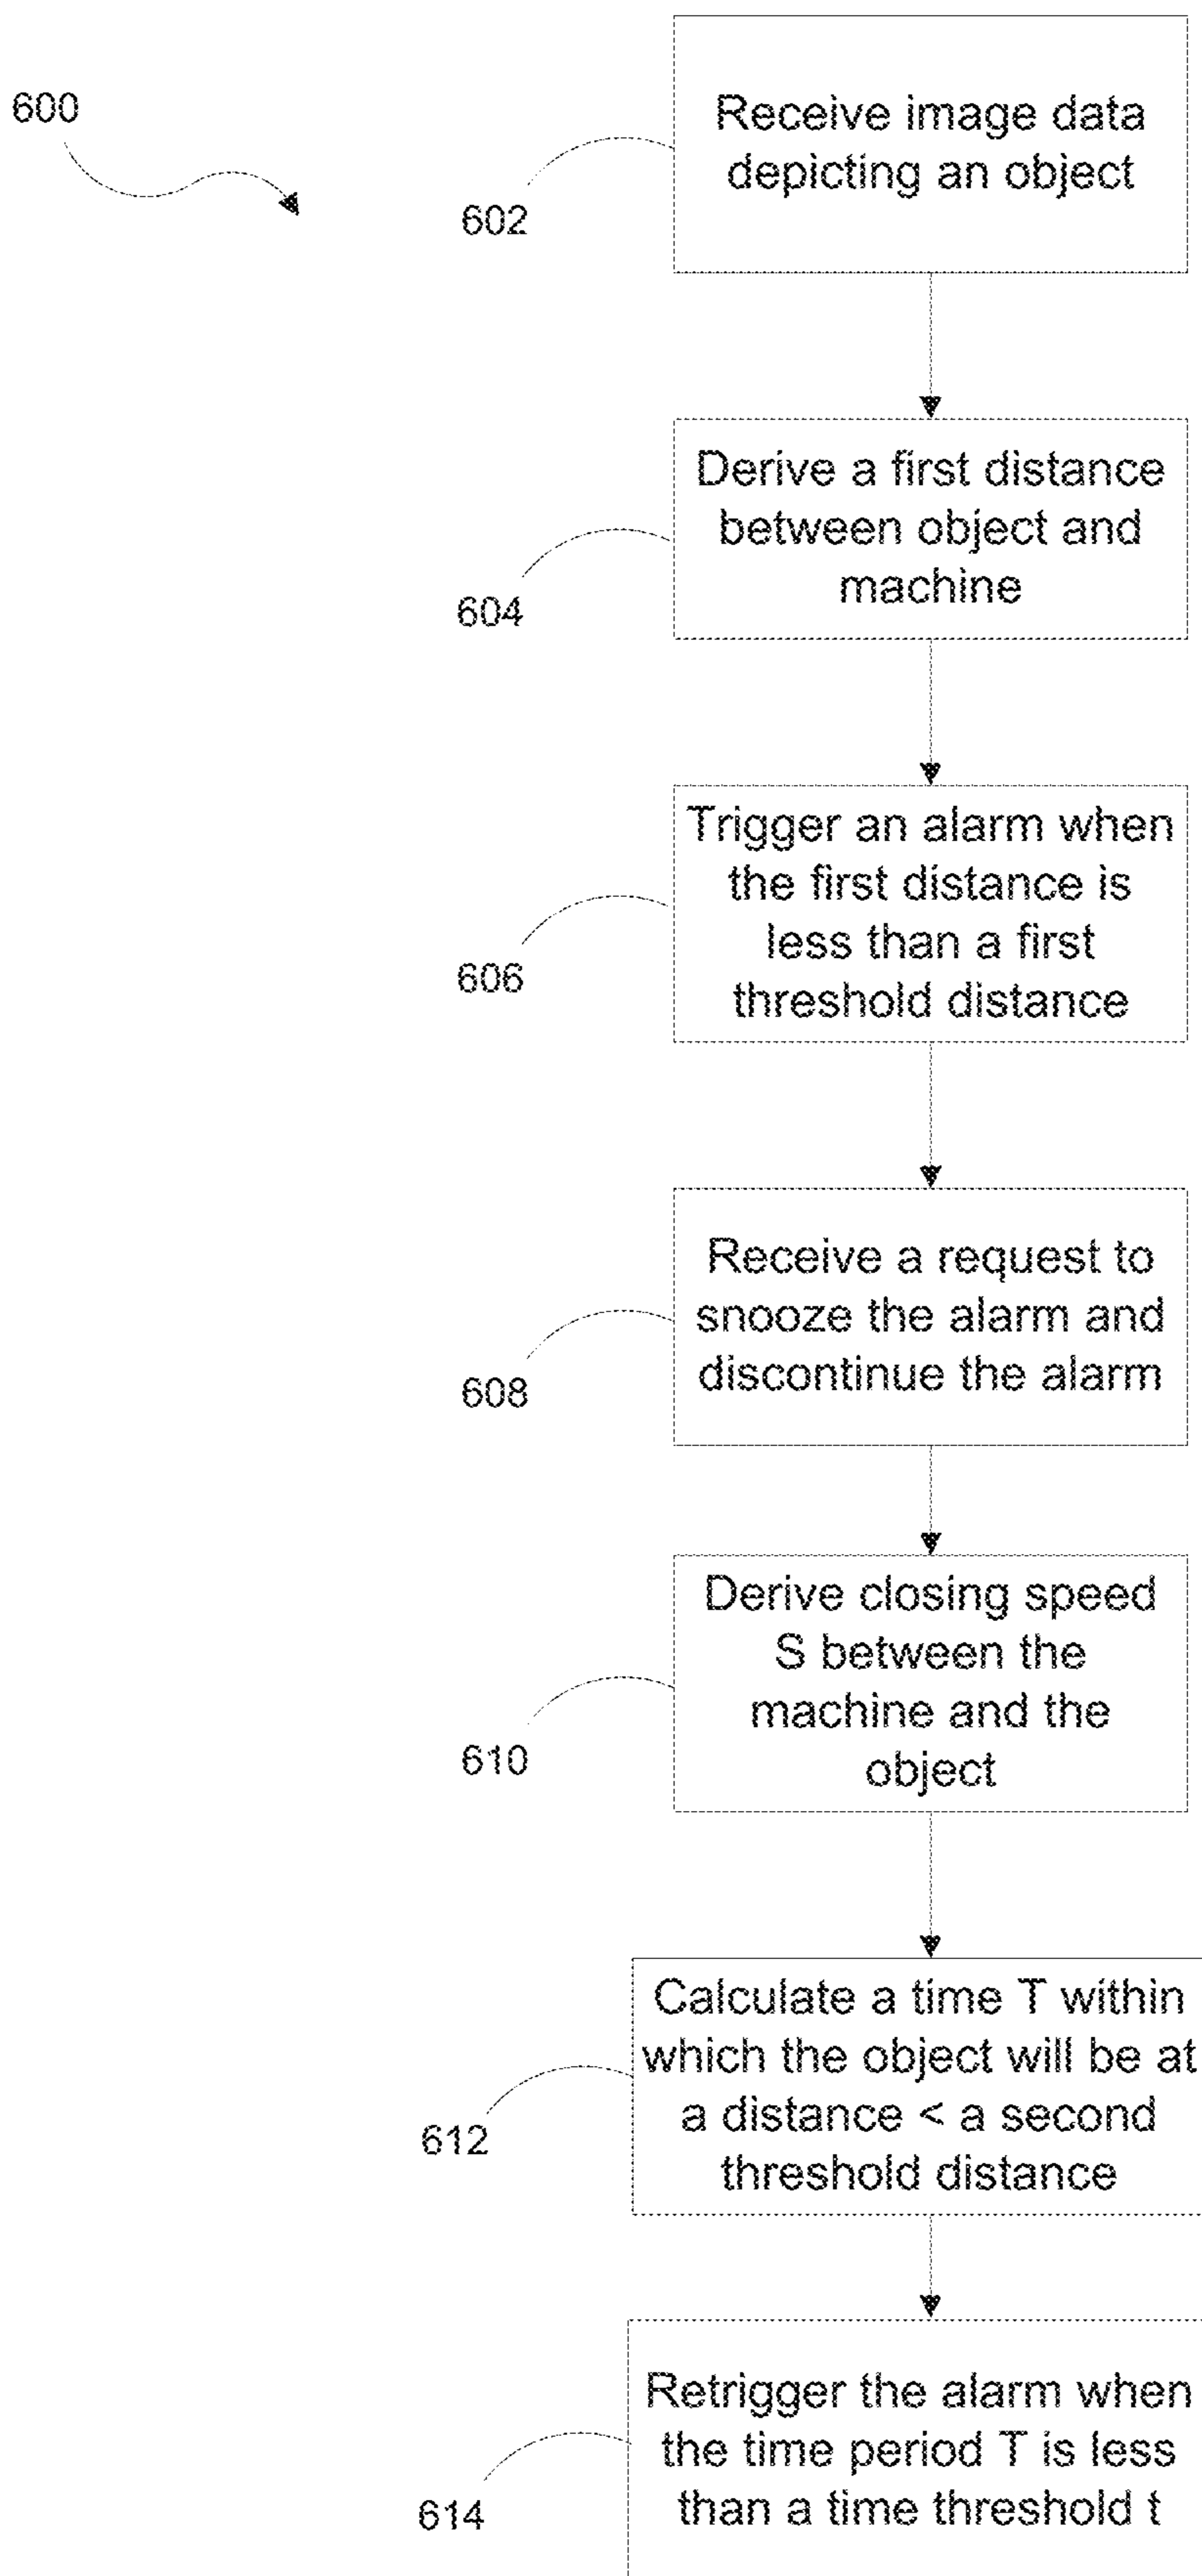 600
Receive image data
depicting an object
602
Derive a first distance
between object and
machine
604
Trigger an alarm when
the first distance is
less than a first
threshold distance
606
Receive a request to
snooze the alarm and
discontinue the alarm
608
Derive closing speed
S between the
machine and the
object
610
Calculate a time T within
which the object will be at
a distance < a second
threshold distance
612
Retrigger the alarm when
the time period T is less
than a time threshold t
614